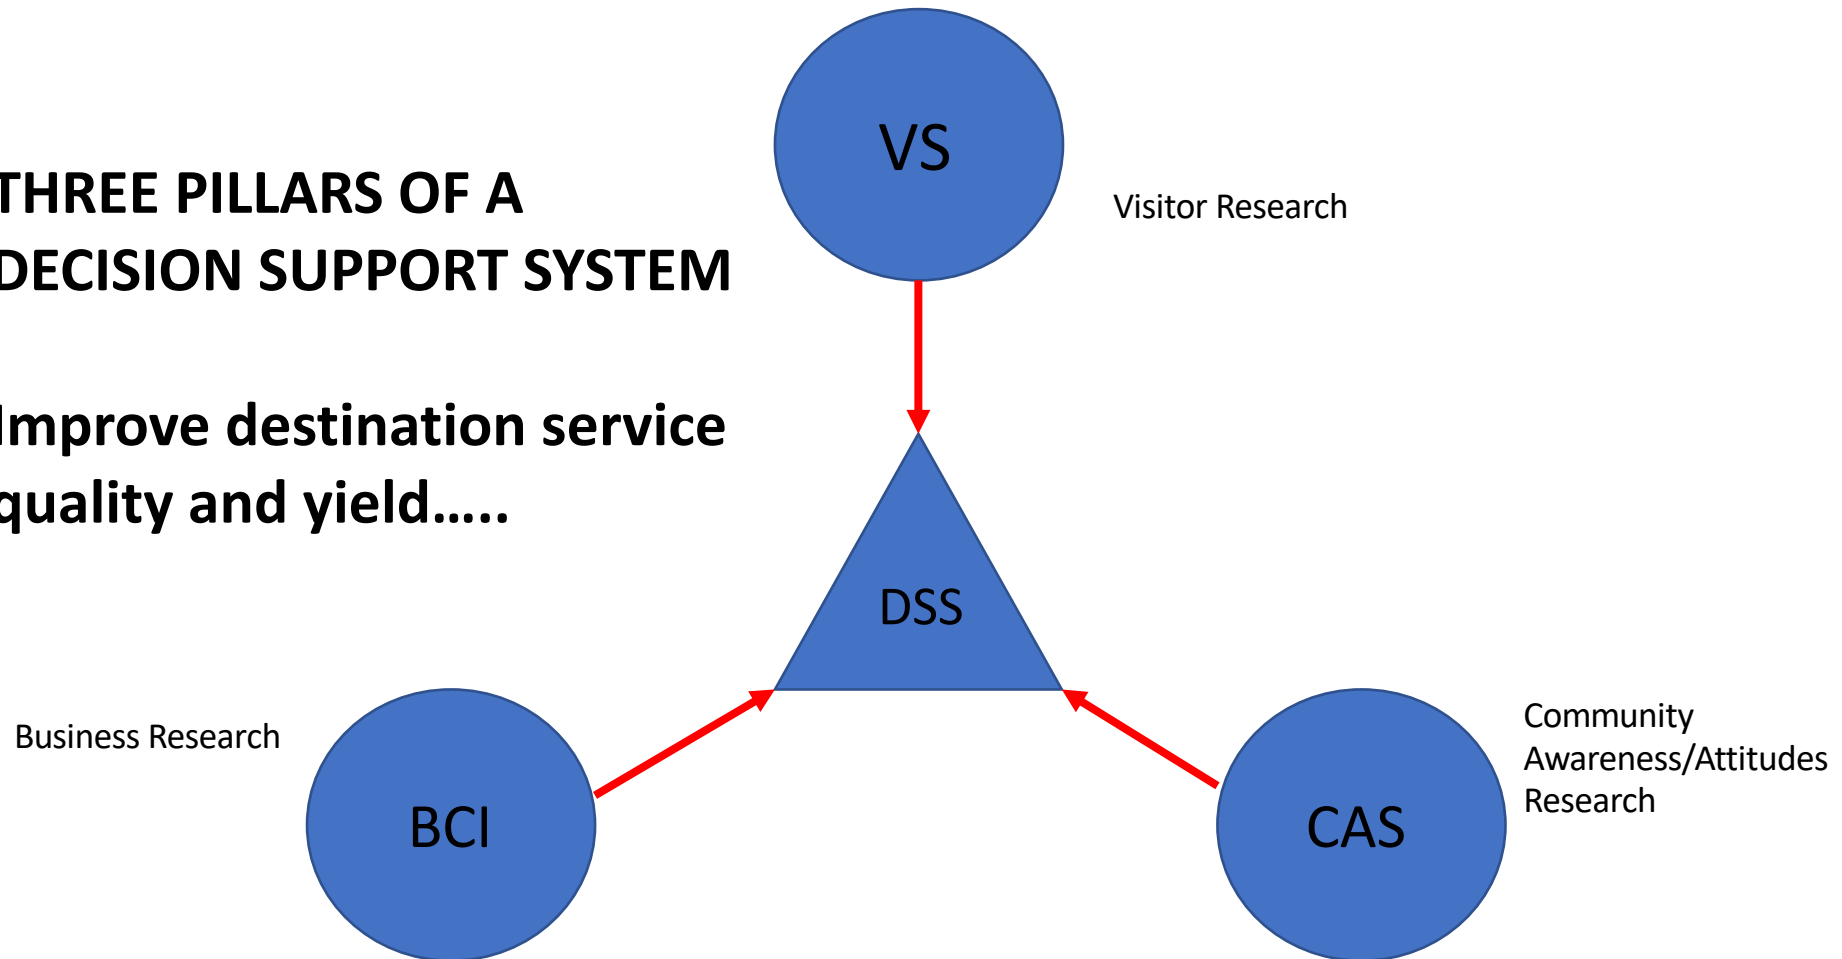 THREE PILLARS OF A
DECISION SUPPORT SYSTEM
Improve destination service
quality and yield.....
VS
Visitor Research
DSS
Business Research
BCI
CAS
Community
Awareness/Attitudes
Research